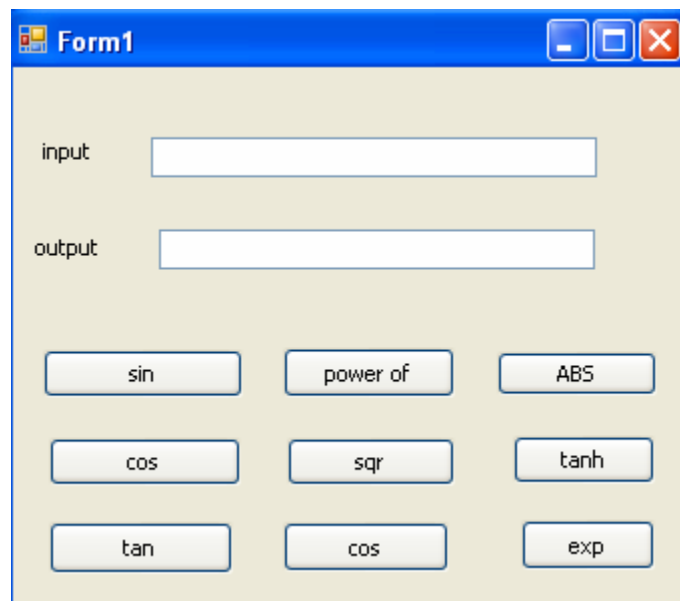 Form1
input
output
sin power of ABS
cos sqr tanh
tan cos exp